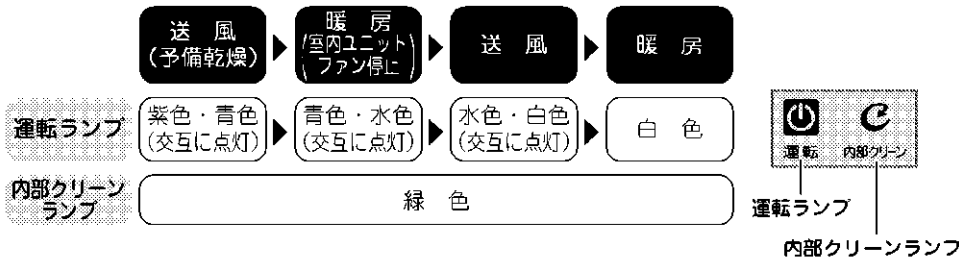 送 風
(予備乾燥)
暖 房
(室内ユニット
ファン停止)
送 風
暖 房
運転ランプ
紫色・青色
(交互に点灯)
青色・水色
(交互に点灯)
水色・白色
(交互に点灯)
白 色
内部クリーン
ランプ
緑 色
運転
内部クリーン
運転ランプ
内部クリーンランプ